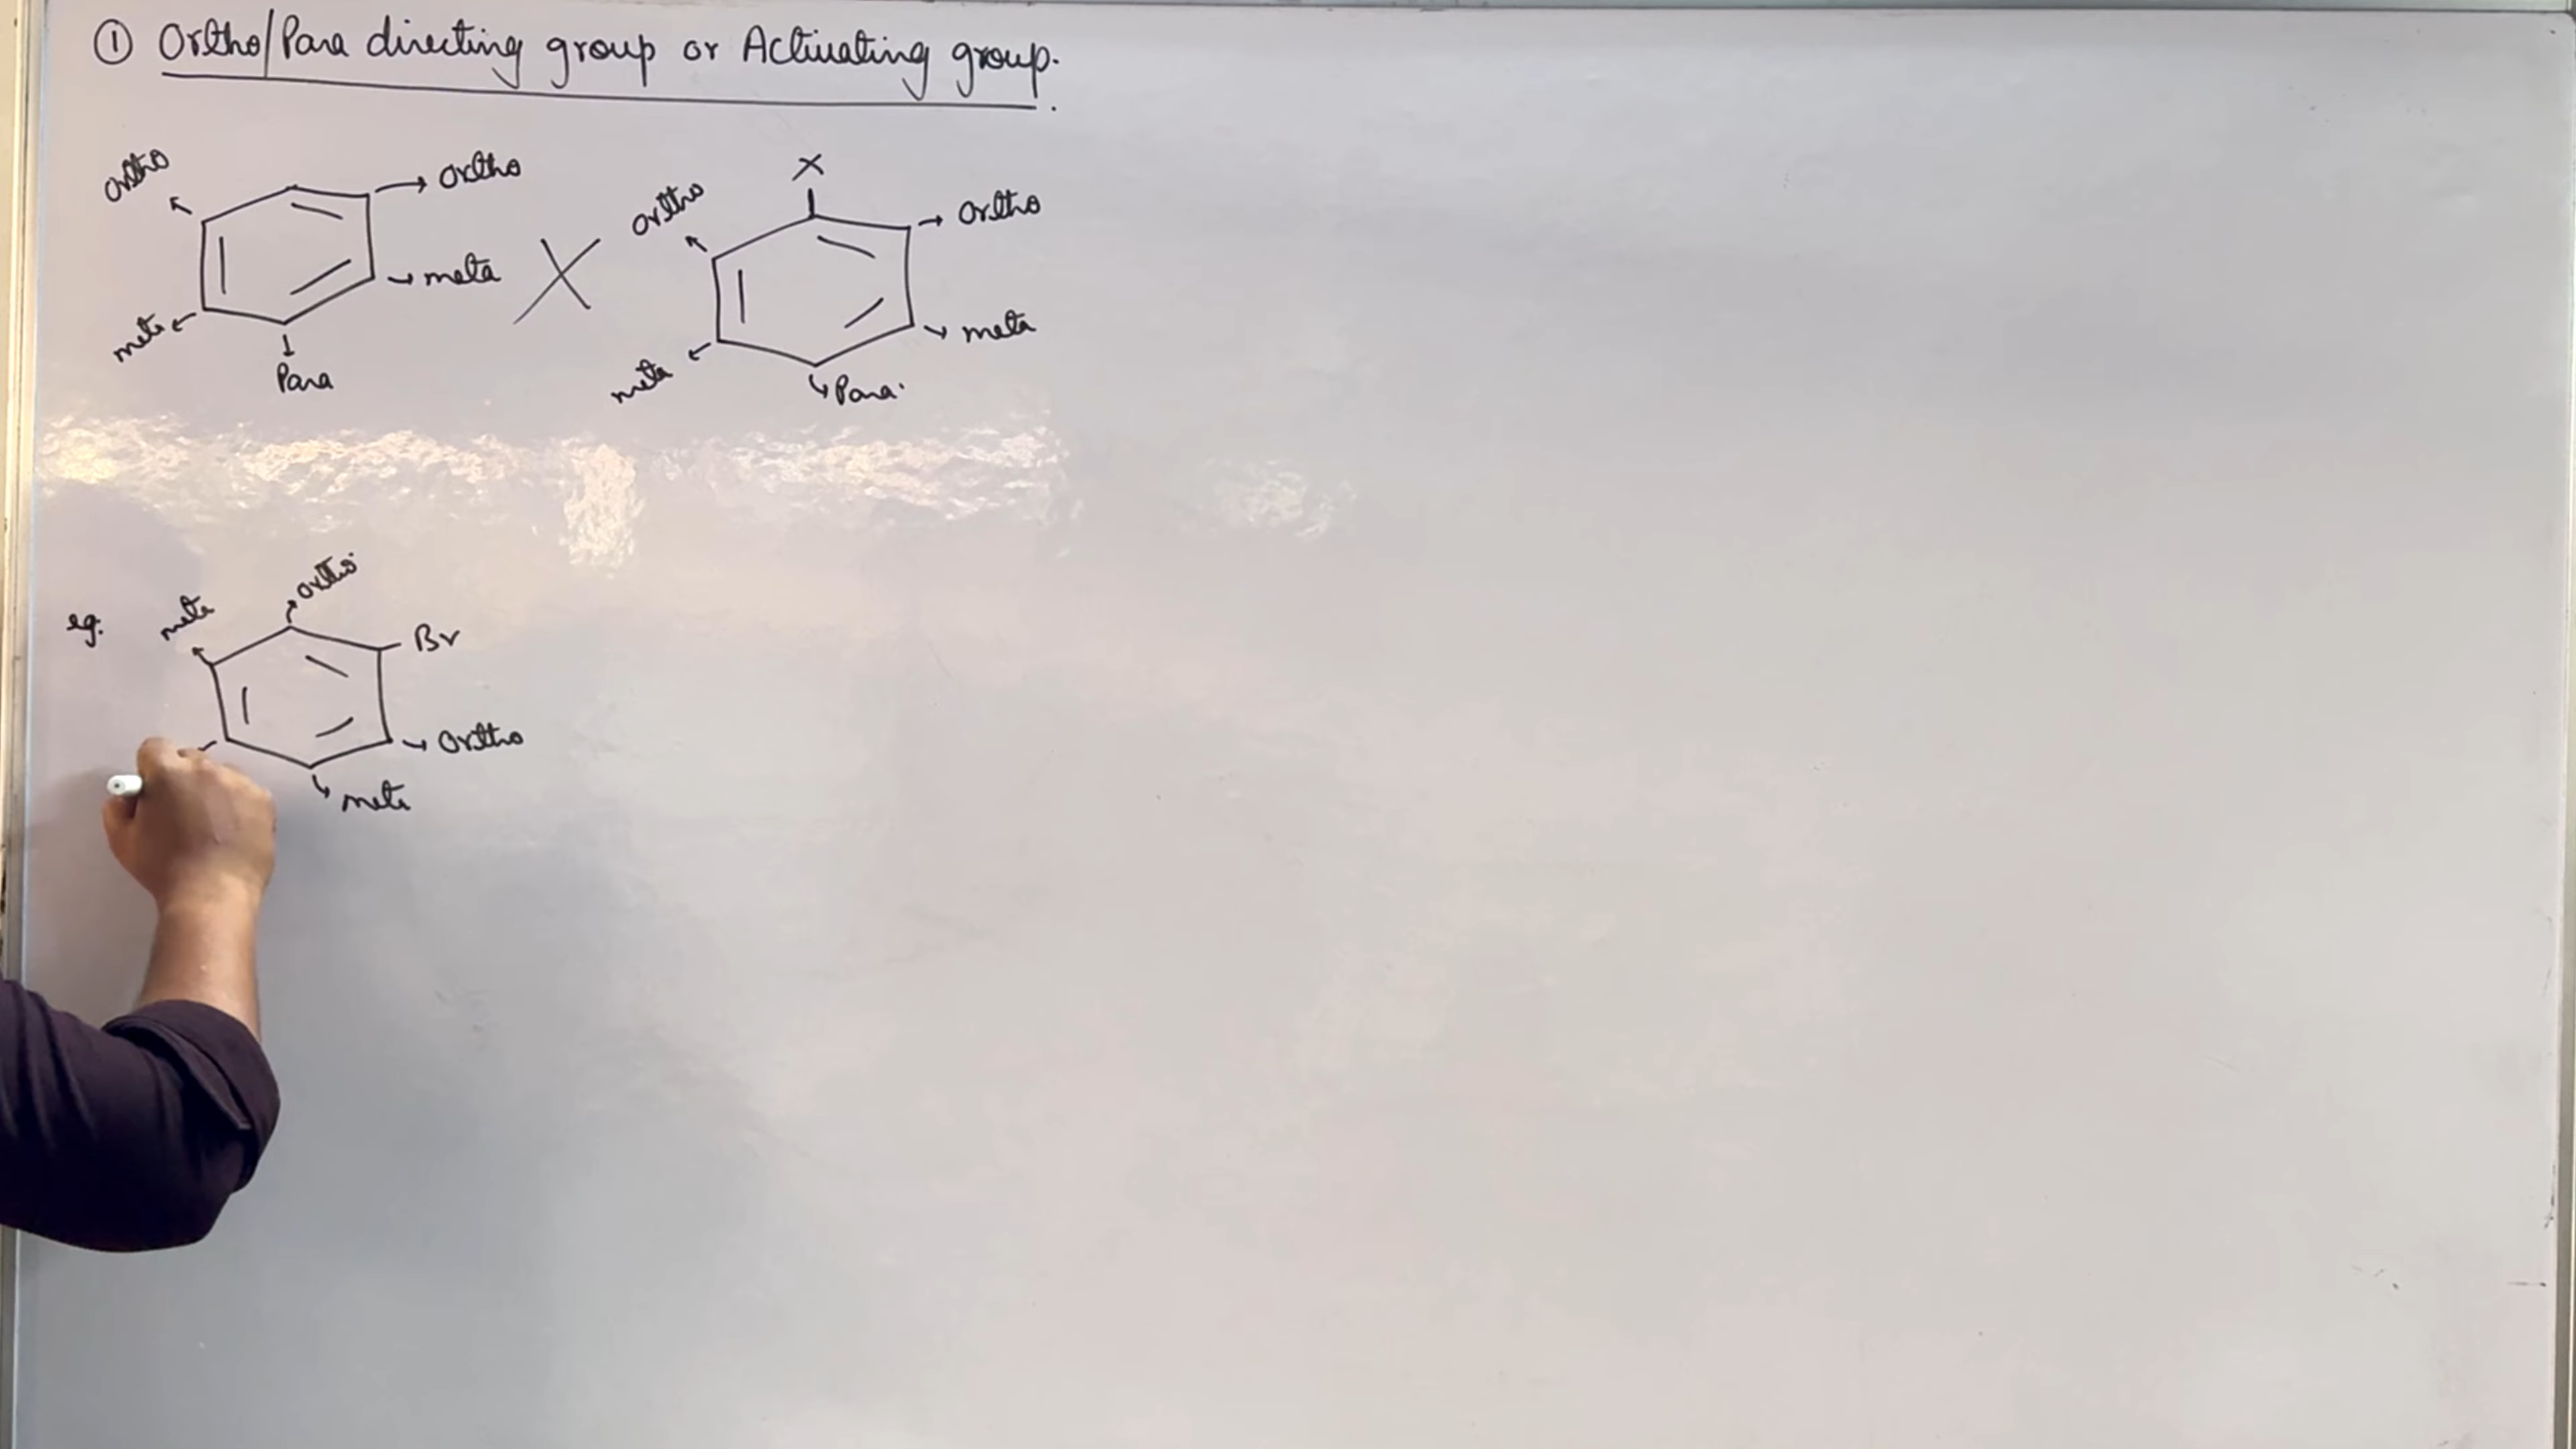 ① Ortho/Para directing group or Activating group.
ortho
Ortho
meta
meta
Para
X
X
ortho
Ortho
meta
meta
Para.
eg.
meta
ortho
Br
Ortho
meta